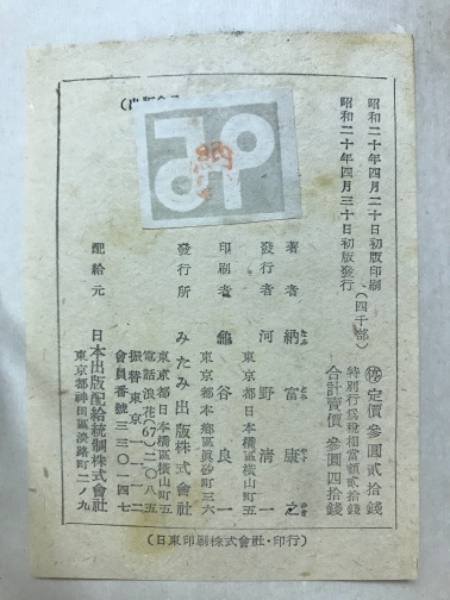 昭和二十年四月二十日初版印刷
昭和二十年四月三十日初版發行
(四千部)
㊞定價參圓貳拾錢
特別行爲稅相當額貳拾錢
合計賣價 參圓四拾錢
著者 納富康之
發行者 河野清一
東京都日本橋區橫山町五
印刷者 龜谷良一
東京都本鄕區眞砂町三六
發行所 みたみ出版株式會社
東京都日本橋區橫山町五
電話浪花(67)二〇八五
振替東京一一一一二
會員番號三三〇一四七
配給元 日本出版配給統制株式會社
東京都神田區淡路町二ノ九
(日東印刷株式會社・印行)